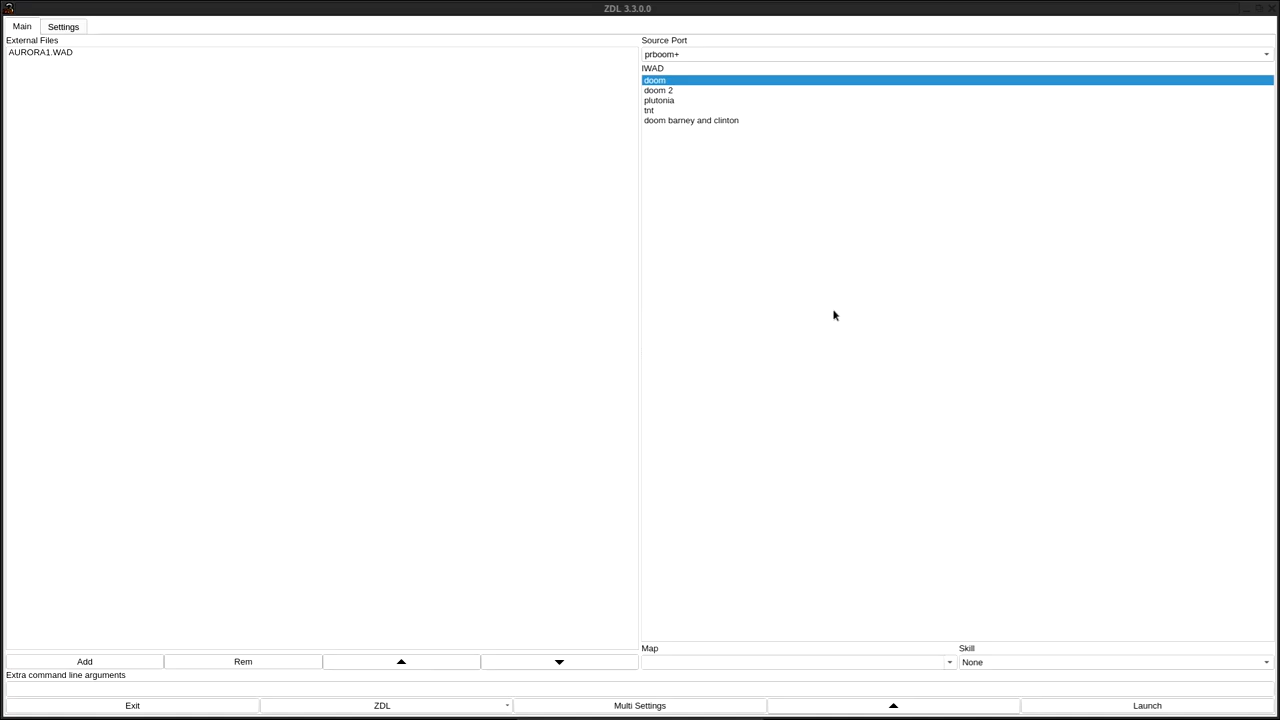 ZDL 3.3.0.0
Main
Settings
External Files
AURORA1.WAD
Source Port
prboom+
IWAD
doom
doom 2
plutonia
tnt
doom barney and clinton
Add
Rem
Map
Skill
None
Extra command line arguments
Exit
ZDL
Multi Settings
Launch